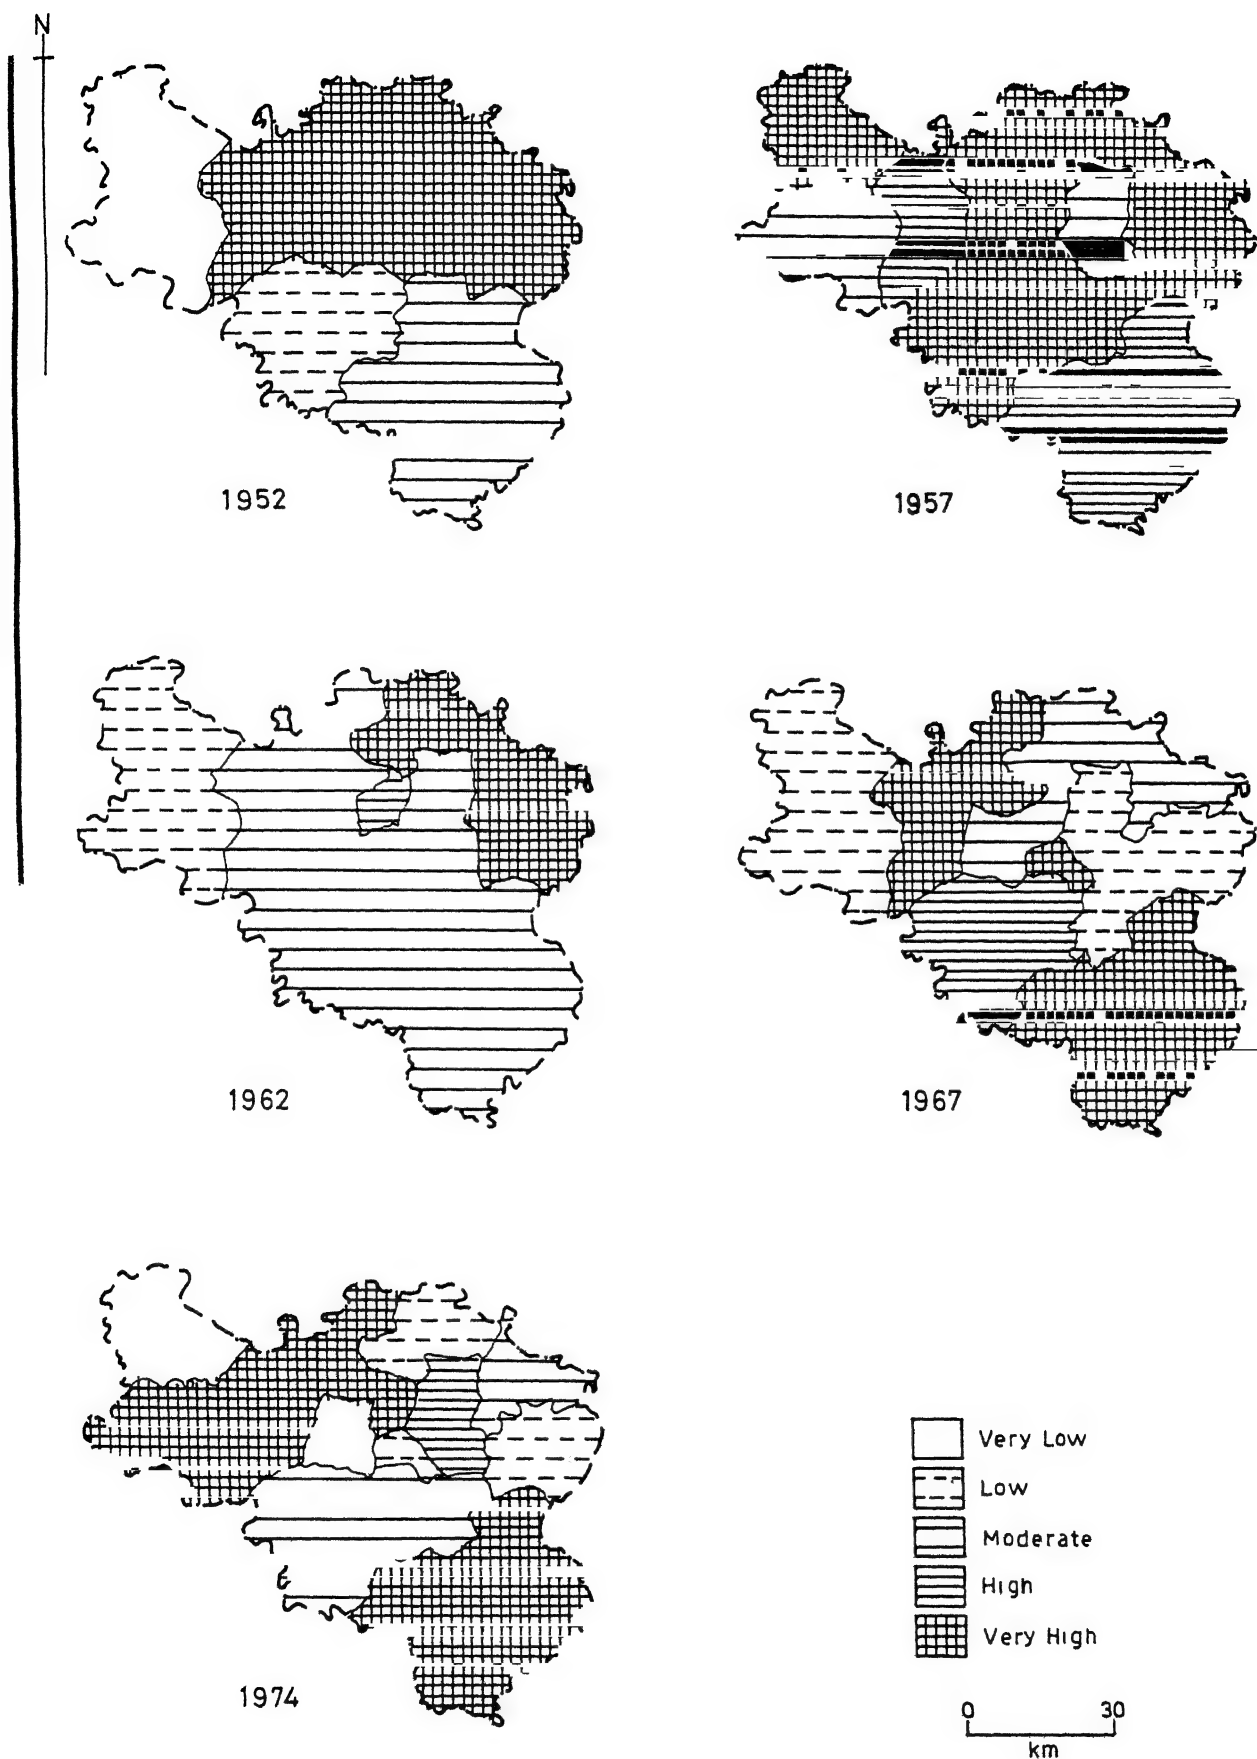 N
1952
1957
1962
1967
1974
Very Low
Low
Moderate
High
Very High
0 30
km